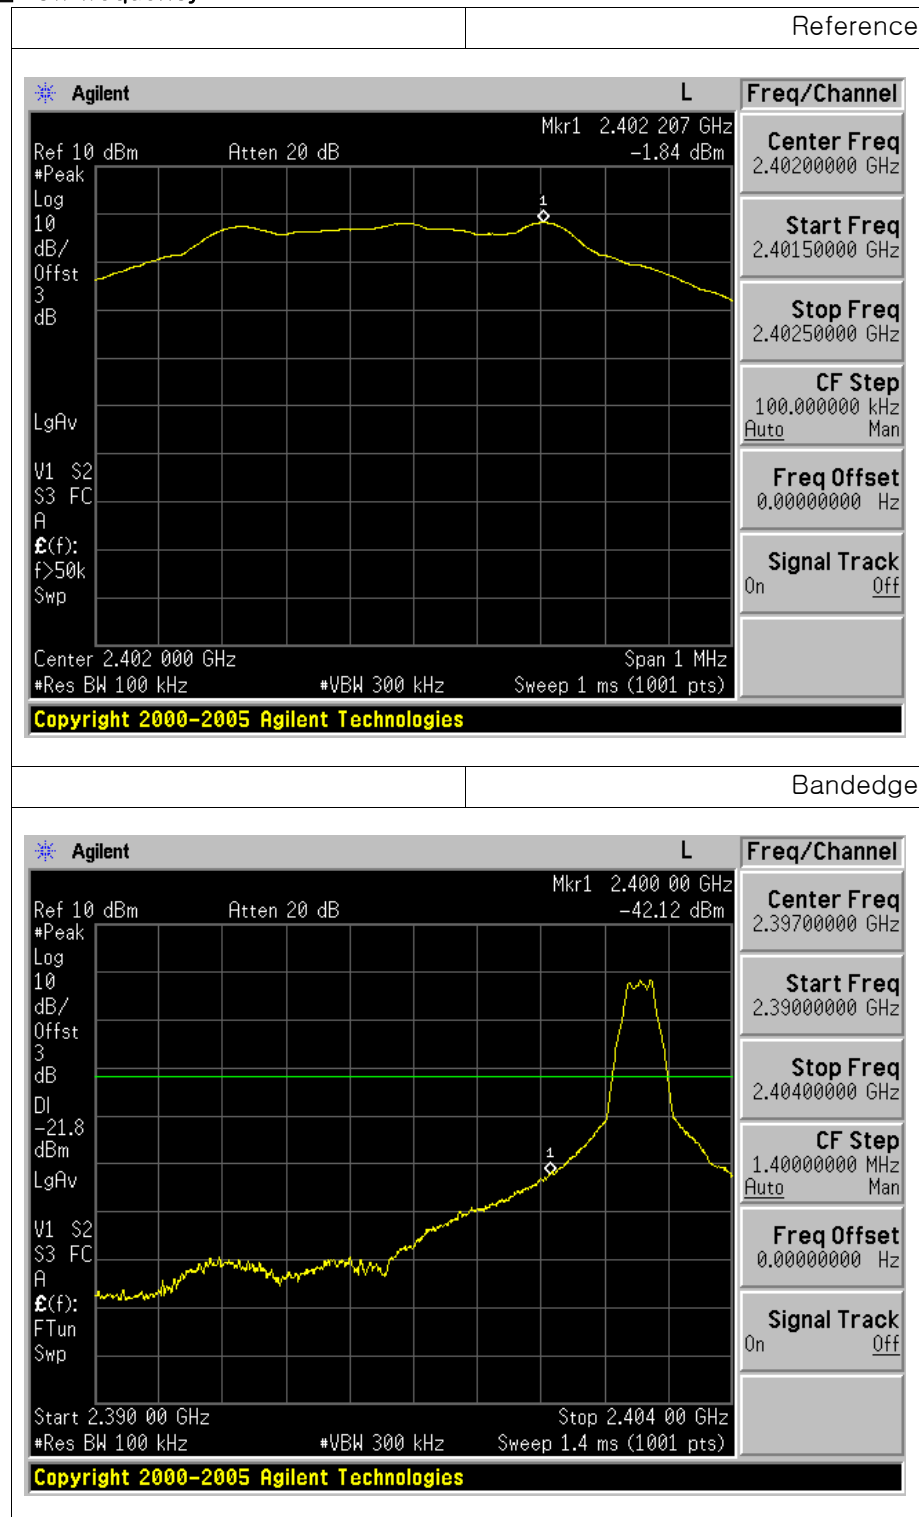 Reference
Agilent L Freq/Channel
Mkr1 2.402 207 GHz
Ref 10 dBm Atten 20 dB -1.84 dBm
#Peak
Log
10
dB/
Offst
3
dB
LgAv
V1 S2
S3 FC
A
£(f):
f>50k
Swp
1
Center 2.402 000 GHz Span 1 MHz
#Res BW 100 kHz #VBW 300 kHz Sweep 1 ms (1001 pts)
Copyright 2000-2005 Agilent Technologies
Center Freq
2.40200000 GHz
Start Freq
2.40150000 GHz
Stop Freq
2.40250000 GHz
CF Step
100.000000 kHz
Auto Man
Freq Offset
0.00000000 Hz
Signal Track
On Off
Bandedge
Agilent L Freq/Channel
Mkr1 2.400 00 GHz
Ref 10 dBm Atten 20 dB -42.12 dBm
#Peak
Log
10
dB/
Offst
3
dB
DI
-21.8
dBm
LgAv
V1 S2
S3 FC
A
£(f):
FTun
Swp
1
Start 2.390 00 GHz Stop 2.404 00 GHz
#Res BW 100 kHz #VBW 300 kHz Sweep 1.4 ms (1001 pts)
Copyright 2000-2005 Agilent Technologies
Center Freq
2.39700000 GHz
Start Freq
2.39000000 GHz
Stop Freq
2.40400000 GHz
CF Step
1.40000000 MHz
Auto Man
Freq Offset
0.00000000 Hz
Signal Track
On Off